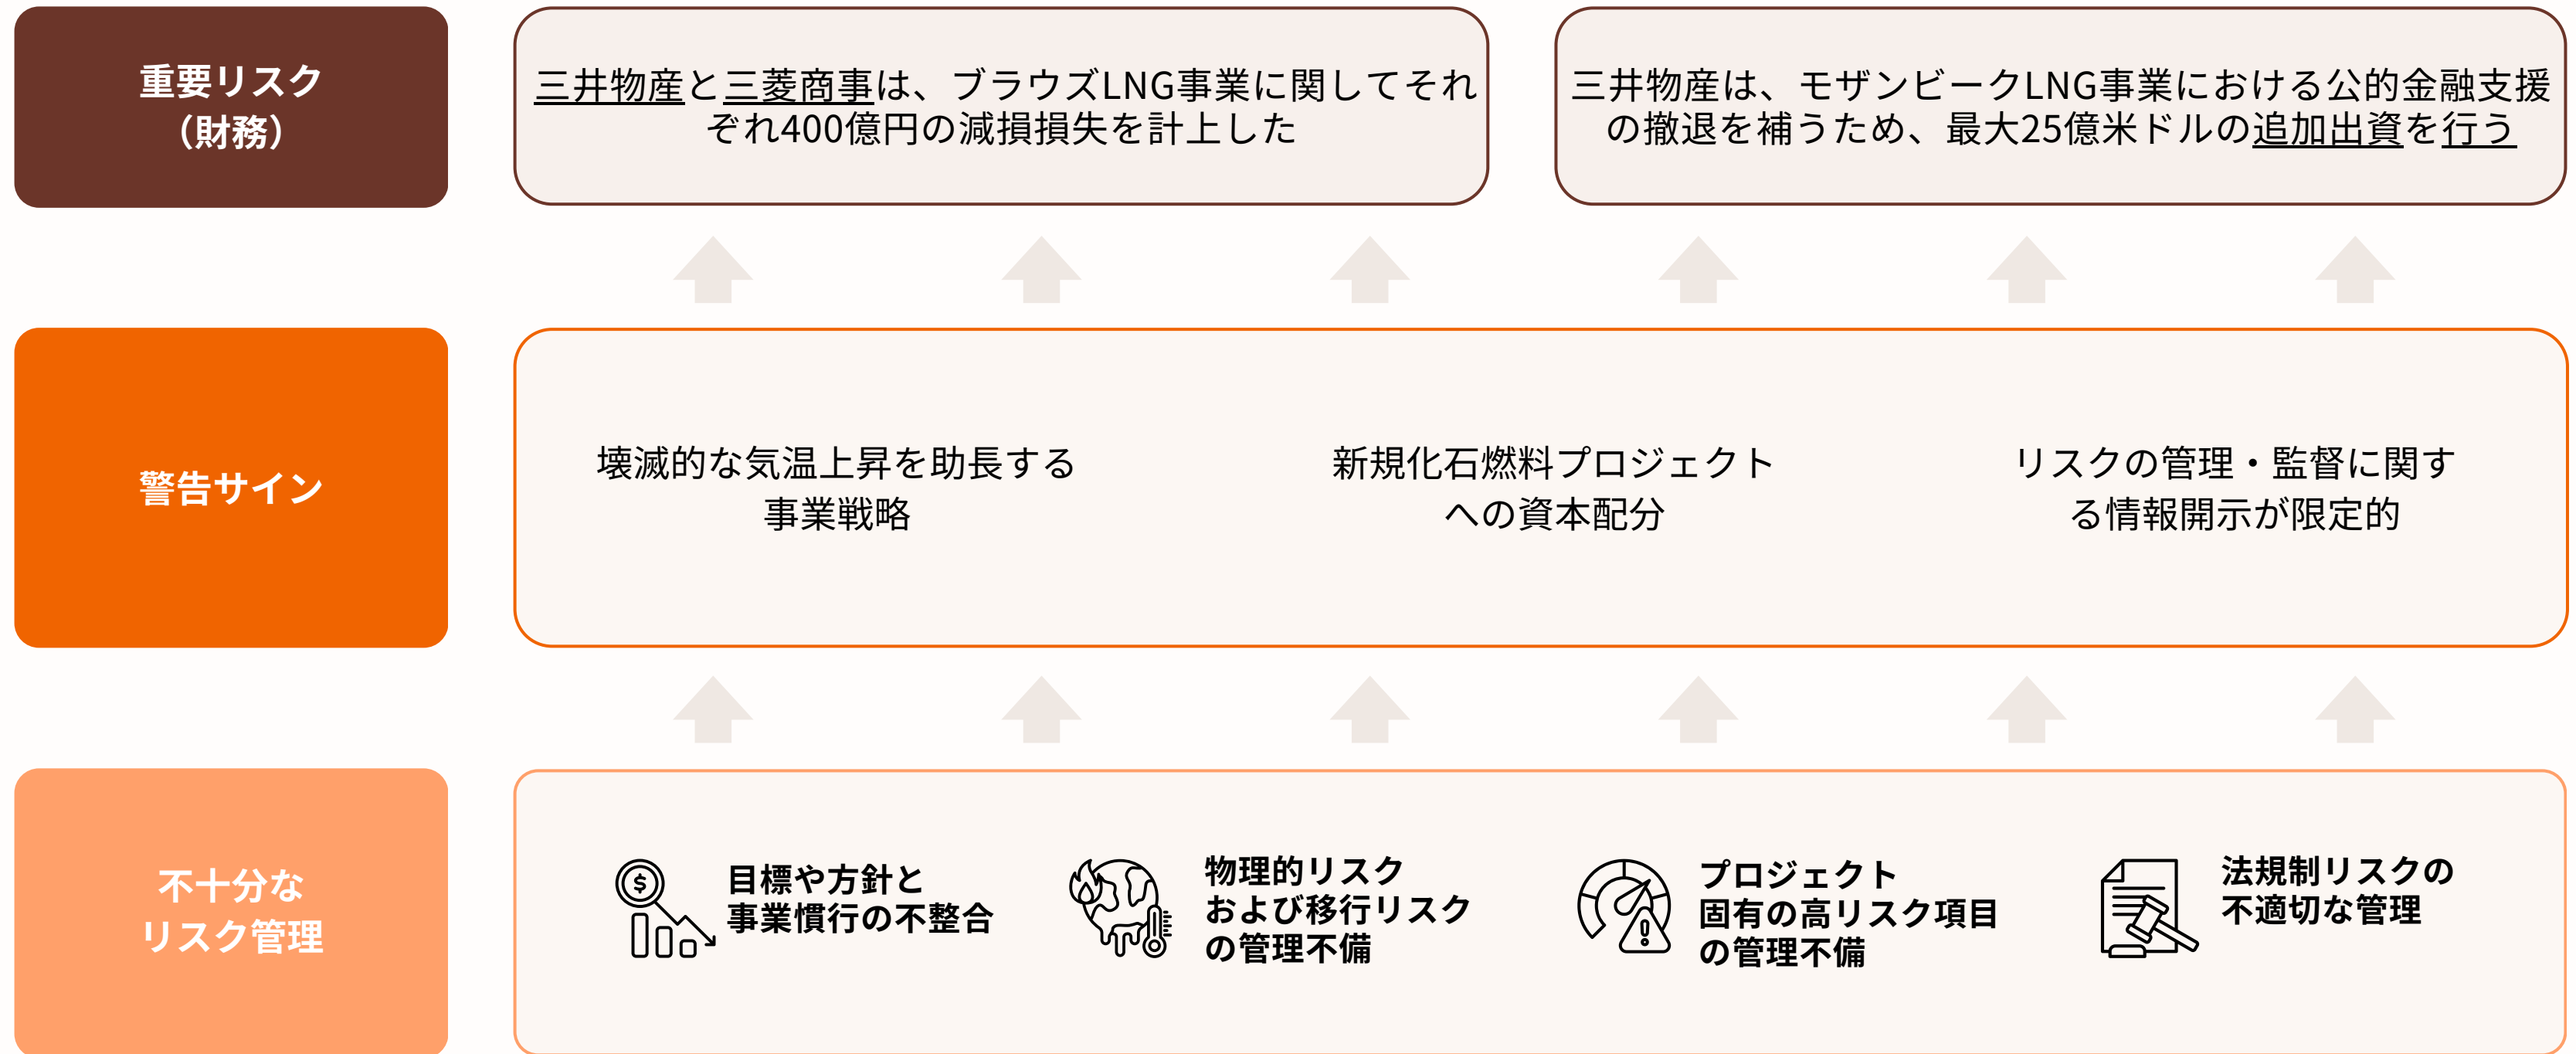 重要リスク
（財務）
三井物産と三菱商事は、ブラウズLNG事業に関してそれ
ぞれ400億円の減損損失を計上した
三井物産は、モザンビークLNG事業における公的金融支援
の撤退を補うため、最大25億米ドルの追加出資を行う
警告サイン
壊滅的な気温上昇を助長する
事業戦略
新規化石燃料プロジェクト
への資本配分
リスクの管理・監督に関す
る情報開示が限定的
不十分な
リスク管理
目標や方針と
事業慣行の不整合
物理的リスク
および移行リスク
の管理不備
プロジェクト
固有の高リスク項目
の管理不備
法規制リスクの
不適切な管理